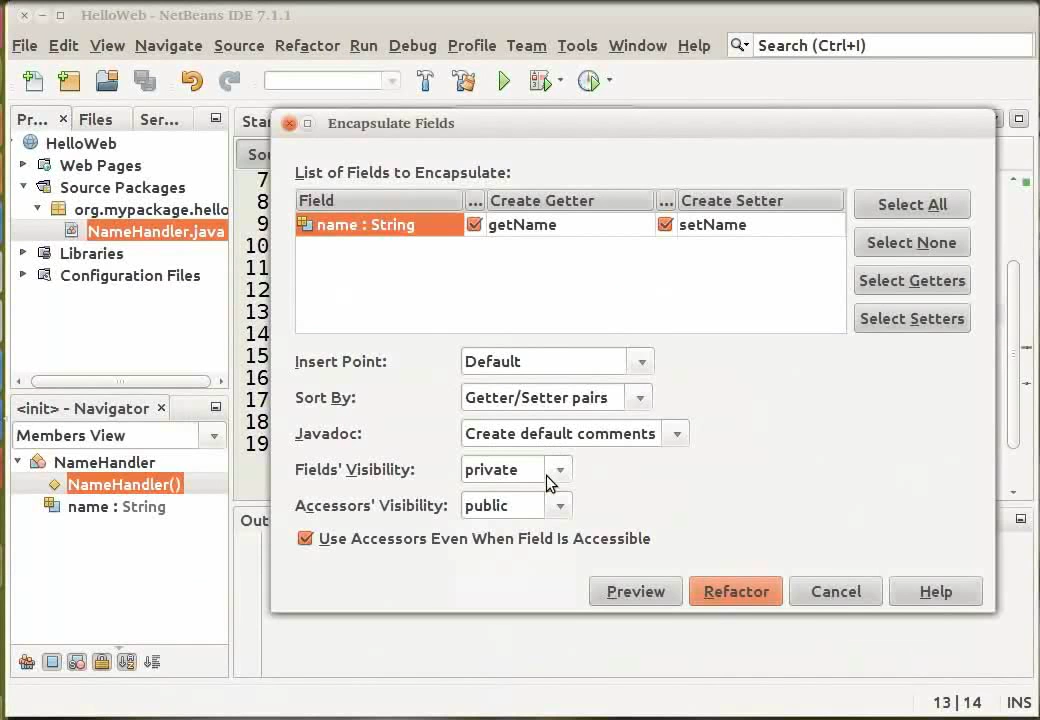 HelloWeb - NetBeans IDE 7.1.1
File Edit View Navigate Source Refactor Run Debug Profile Team Tools Window Help
Search (Ctrl+I)
Pr... Files Ser...
HelloWeb
Web Pages
Source Packages
org.mypackage.hello
NameHandler.java
Libraries
Configuration Files
<init> - Navigator
Members View
NameHandler
NameHandler()
name : String
Star
Sou
7
8
9
10
11
12
13
14
15
16
17
18
19
Out
Encapsulate Fields
List of Fields to Encapsulate:
Field ... Create Getter ... Create Setter
name : String getName setName
Select All
Select None
Select Getters
Select Setters
Insert Point: Default
Sort By: Getter/Setter pairs
Javadoc: Create default comments
Fields' Visibility: private
Accessors' Visibility: public
Use Accessors Even When Field Is Accessible
Preview Refactor Cancel Help
13|14 INS